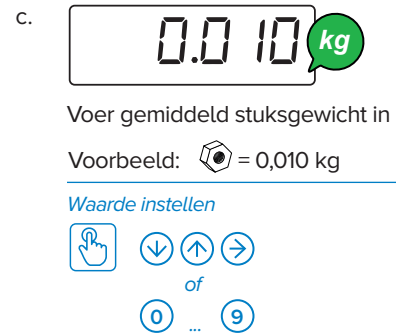 c.
0.010 kg
Voer gemiddeld stuksgewicht in
Voorbeeld: = 0,010 kg
Waarde instellen
of
0 ... 9